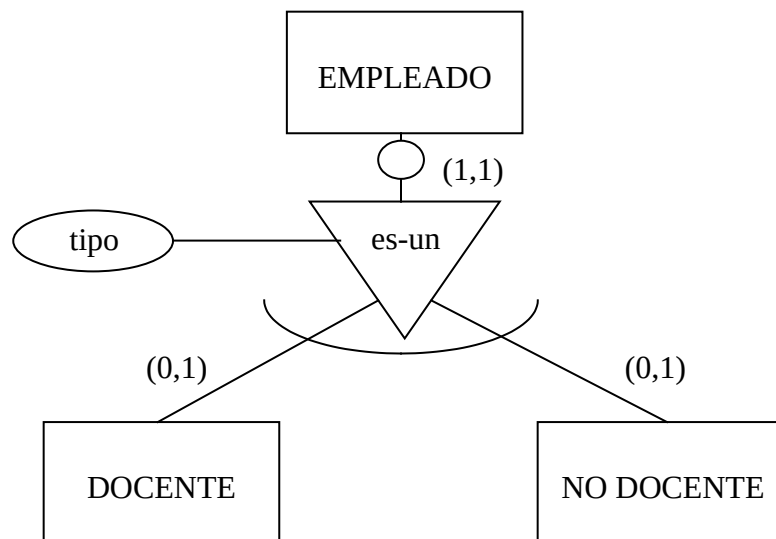 EMPLEADO
(1,1)
tipo
es-un
(0,1)
(0,1)
DOCENTE
NO DOCENTE